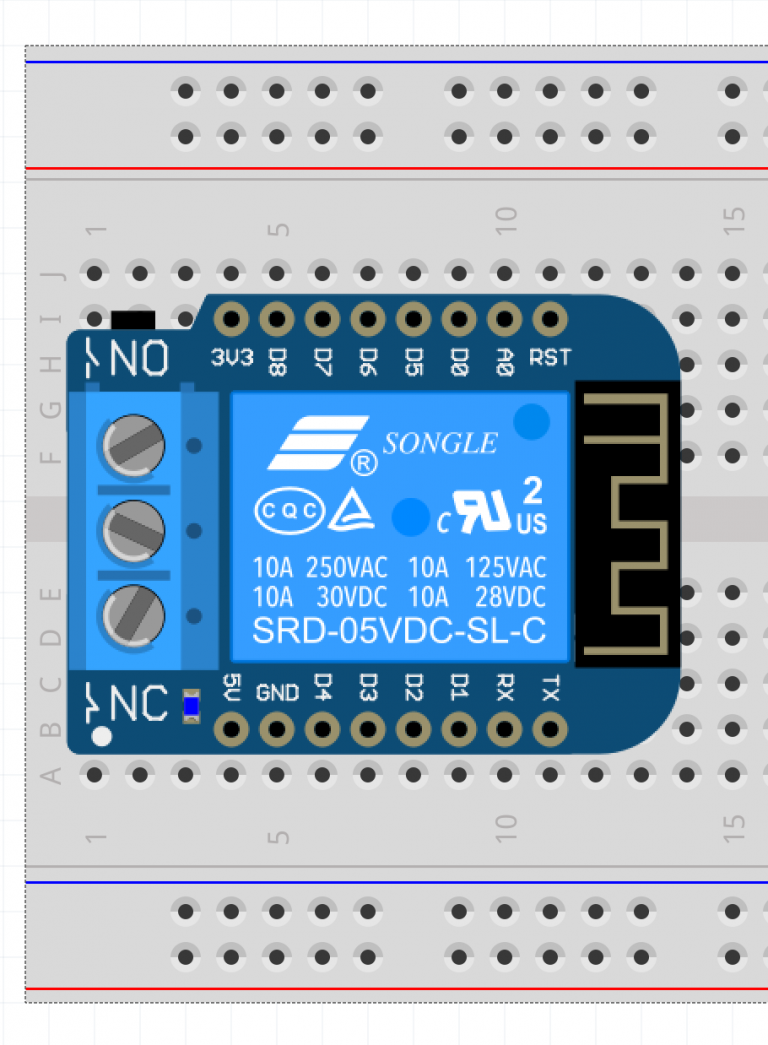 1 5 10 15
J
I
H
G
F
E
D
C
B
A
NO
3V3 D8 D7 D6 D5 D0 A0 RST
SONGLE
®
CQC
c RU 2 US
10A 250VAC 10A 125VAC
10A 30VDC 10A 28VDC
SRD-05VDC-SL-C
NC
5V GND D4 D3 D2 D1 RX TX
1 5 10 15